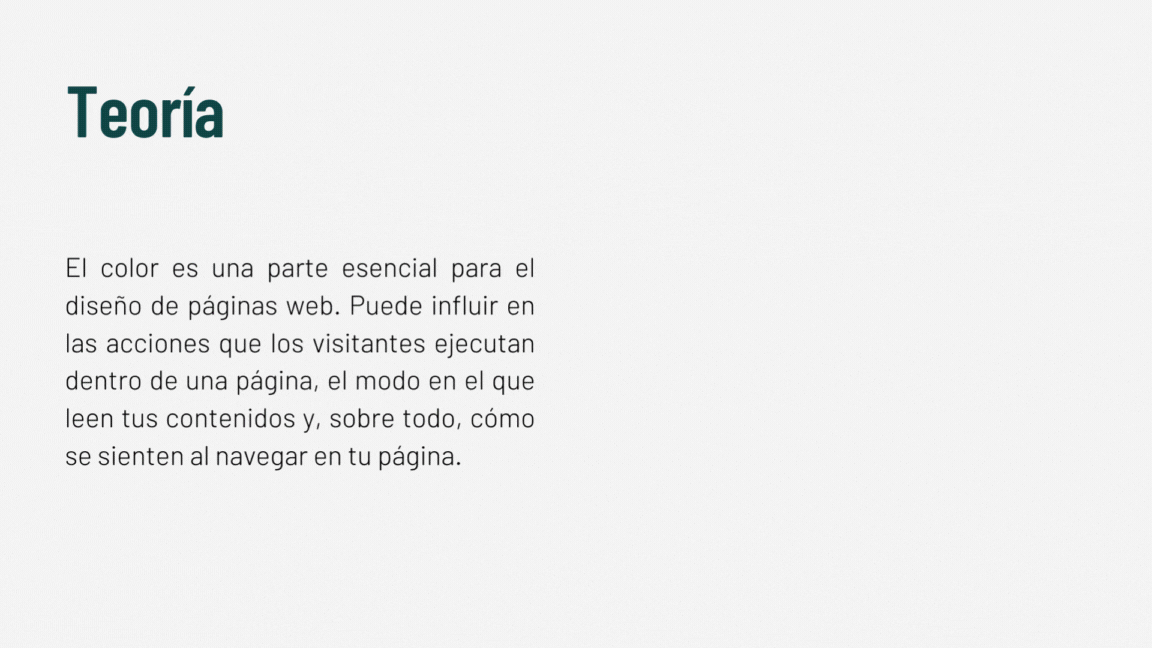 Teoría
El color es una parte esencial para el
diseño de páginas web. Puede influir en
las acciones que los visitantes ejecutan
dentro de una página, el modo en el que
leen tus contenidos y, sobre todo, cómo
se sienten al navegar en tu página.